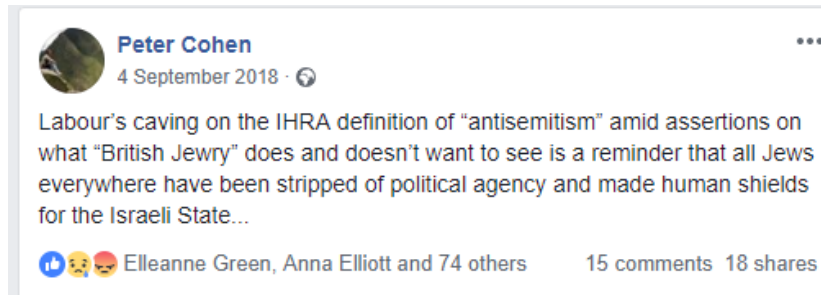 Peter Cohen
4 September 2018 ·
Labour's caving on the IHRA definition of “antisemitism” amid assertions on
what “British Jewry” does and doesn't want to see is a reminder that all Jews
everywhere have been stripped of political agency and made human shields
for the Israeli State...
Elleanne Green, Anna Elliott and 74 others 15 comments 18 shares